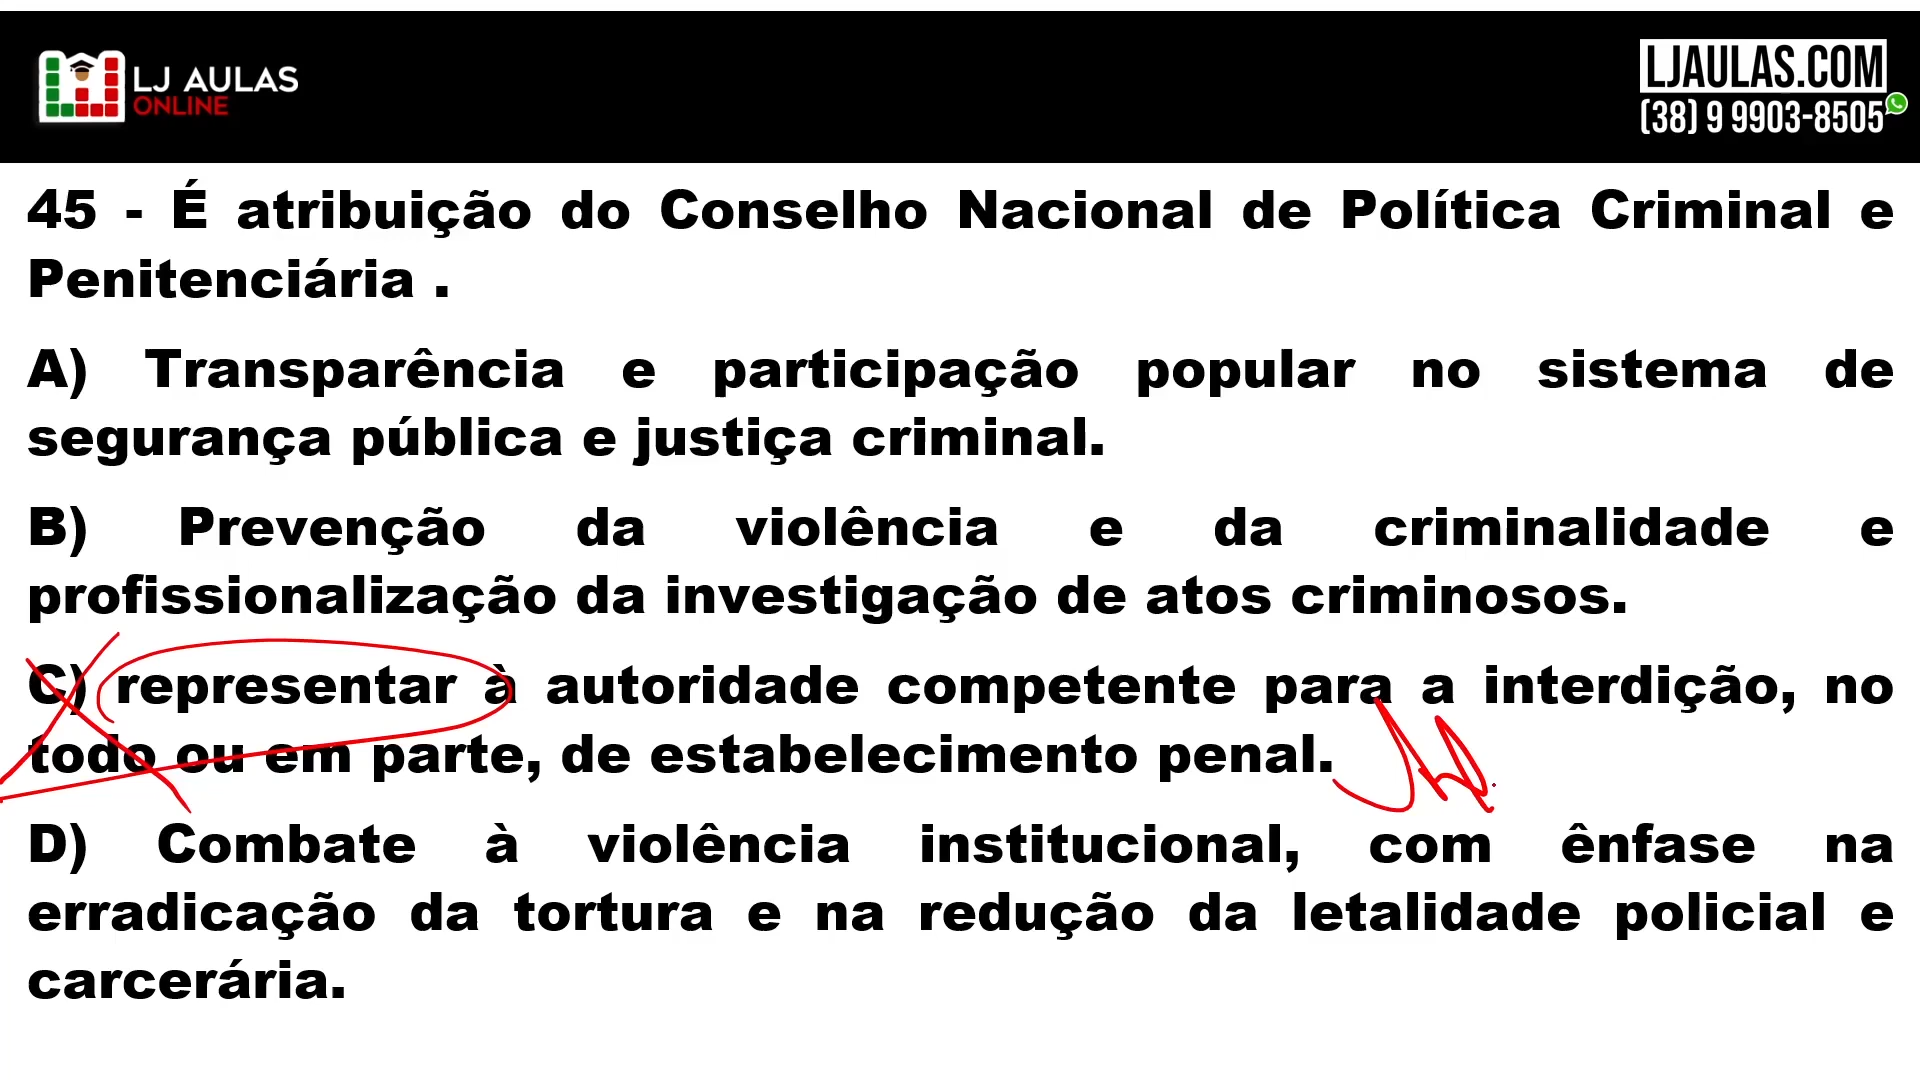 LJ AULAS
ONLINE
LJAULAS.COM
(38) 9 9903-8505
45 - É atribuição do Conselho Nacional de Política Criminal e
Penitenciária .
A) Transparência e participação popular no sistema de
segurança pública e justiça criminal.
B) Prevenção da violência e da criminalidade e
profissionalização da investigação de atos criminosos.
C) representar à autoridade competente para a interdição, no
todo ou em parte, de estabelecimento penal.
D) Combate à violência institucional, com ênfase na
erradicação da tortura e na redução da letalidade policial e
carcerária.